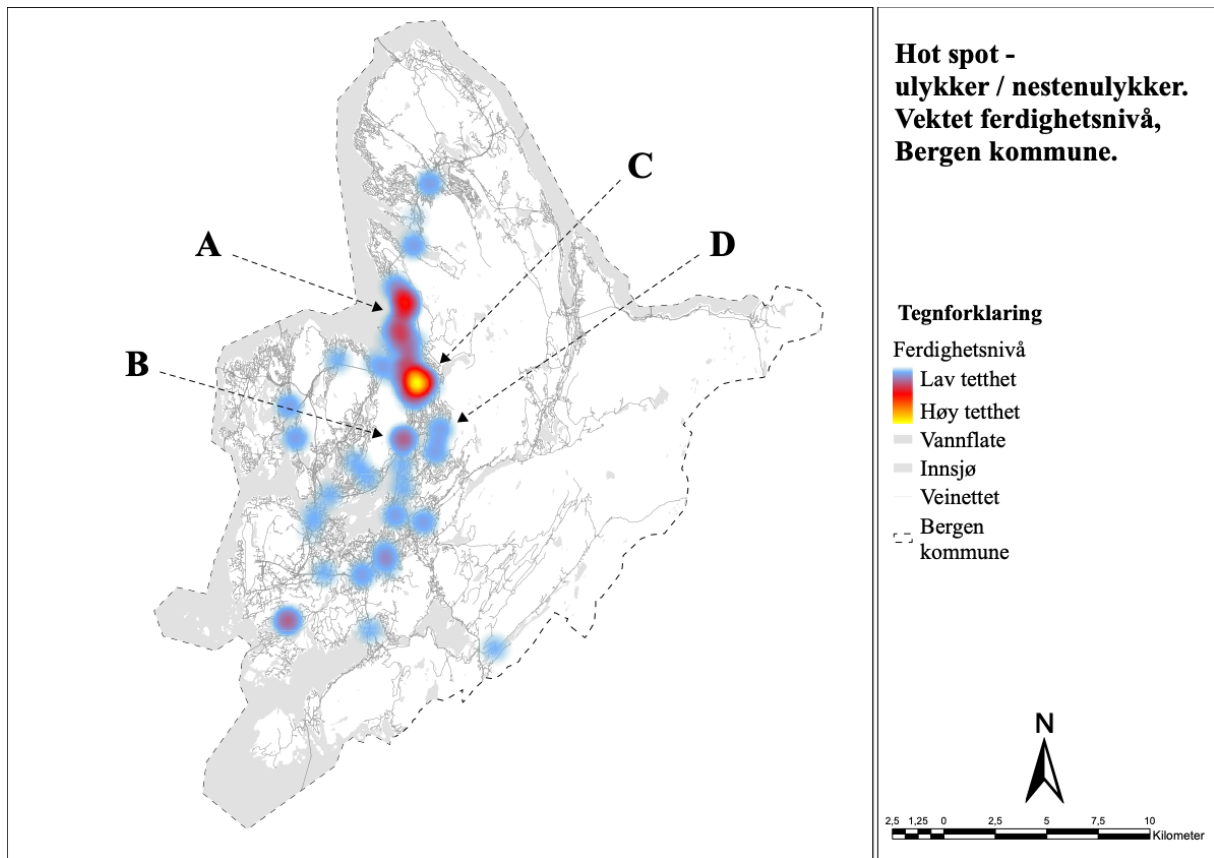 Hot spot -
ulykker / nestenulykker.
Vektet ferdighetsnivå,
Bergen kommune.
A
B
C
D
Tegnforklaring
Ferdighetsnivå
Lav tetthet
Høy tetthet
Vannflate
Innsjø
Veinettet
Bergen
kommune
N
2,5 1,25 0 2,5 5 7,5 10
Kilometer